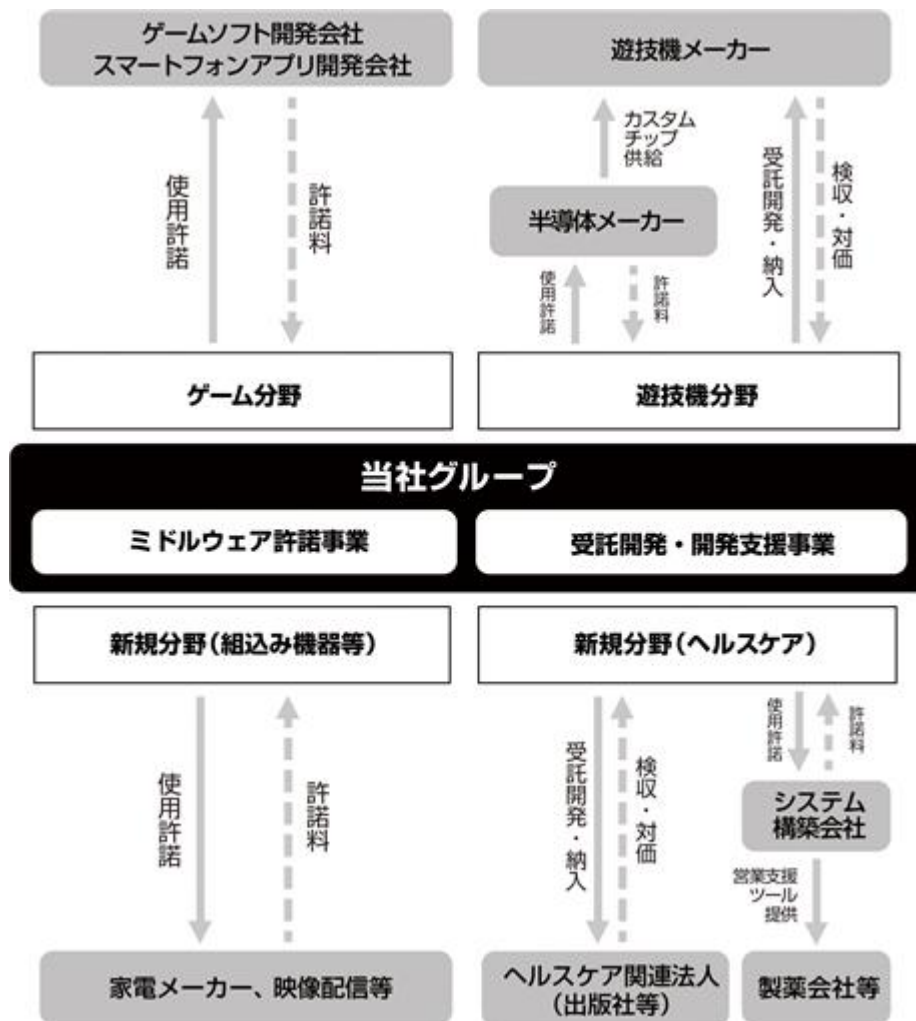 ゲームソフト開発会社
スマートフォンアプリ開発会社
遊技機メーカー
使用許諾
許諾料
カスタム
チップ
供給
半導体メーカー
使用許諾
許諾料
受託開発・納入
検収・対価
ゲーム分野
遊技機分野
当社グループ
ミドルウェア許諾事業
受託開発・開発支援事業
新規分野(組込み機器等)
新規分野(ヘルスケア)
使用許諾
許諾料
受託開発・納入
検収・対価
使用許諾
許諾料
システム
構築会社
営業支援
ツール
提供
家電メーカー、映像配信等
ヘルスケア関連法人
(出版社等)
製薬会社等